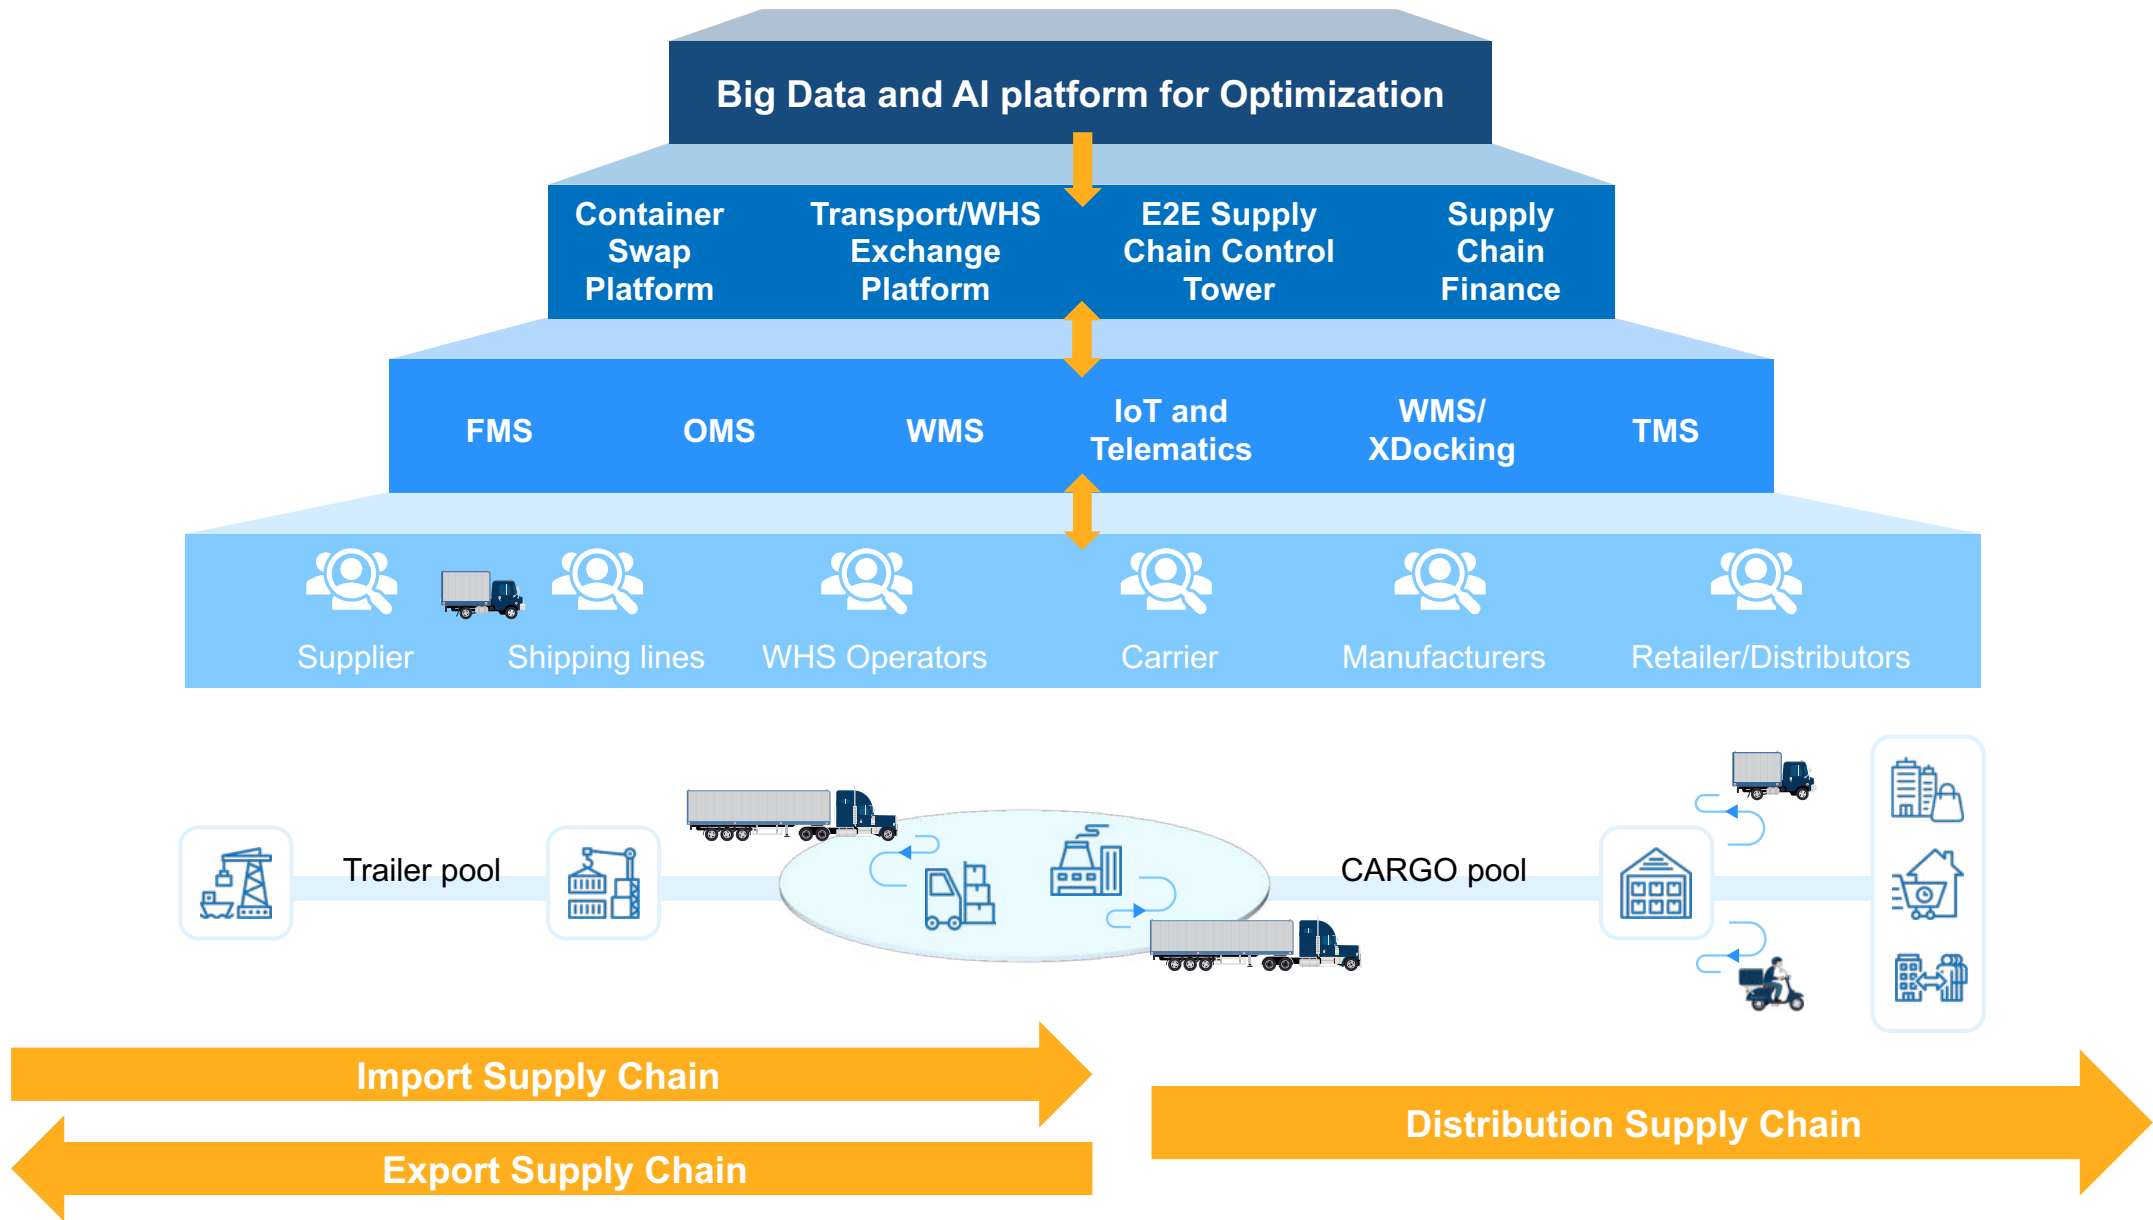 Big Data and AI platform for Optimization
Container
Swap
Platform
Transport/WHS
Exchange
Platform
E2E Supply
Chain Control
Tower
Supply
Chain
Finance
FMS
OMS
WMS
IoT and
Telematics
WMS/
XDocking
TMS
Supplier
Shipping lines
WHS Operators
Carrier
Manufacturers
Retailer/Distributors
Trailer pool
CARGO pool
Import Supply Chain
Export Supply Chain
Distribution Supply Chain